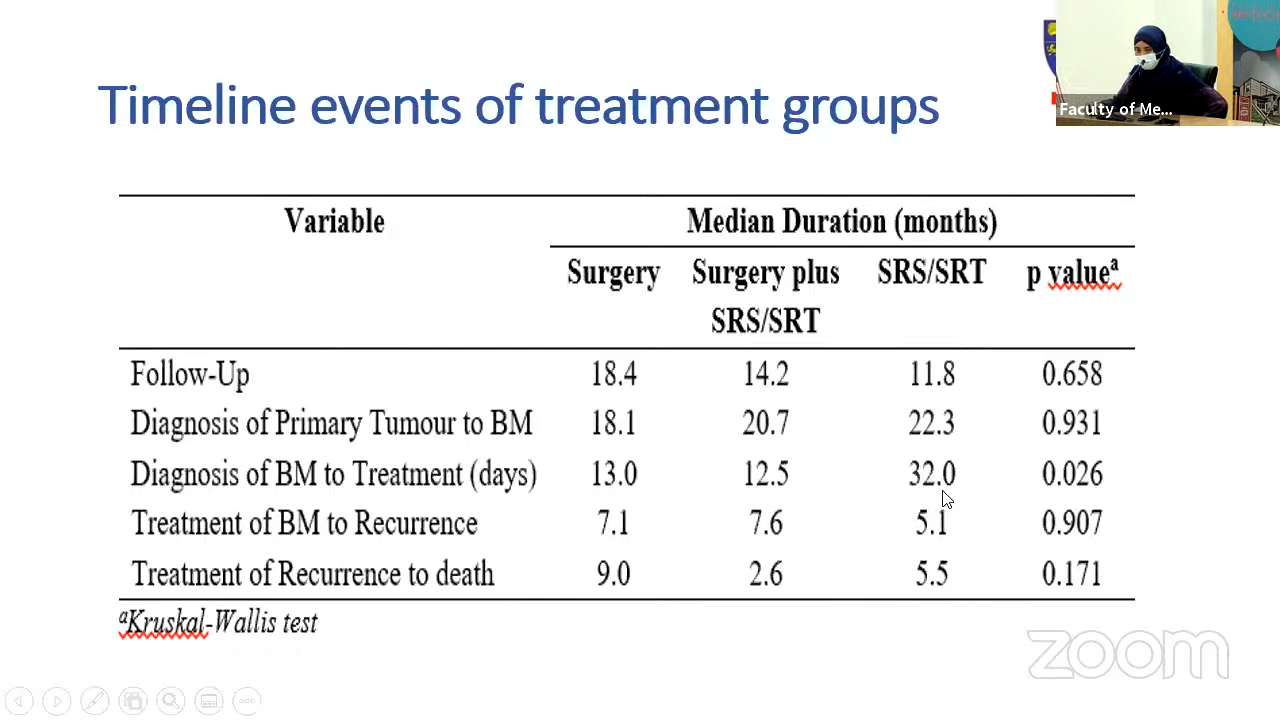 Timeline events of treatment groups
Faculty of Me...
Variable Median Duration (months)
Surgery Surgery plus SRS/SRT SRS/SRT p valueᵃ
Follow-Up 18.4 14.2 11.8 0.658
Diagnosis of Primary Tumour to BM 18.1 20.7 22.3 0.931
Diagnosis of BM to Treatment (days) 13.0 12.5 32.0 0.026
Treatment of BM to Recurrence 7.1 7.6 5.1 0.907
Treatment of Recurrence to death 9.0 2.6 5.5 0.171
ᵃKruskal-Wallis test
zoom